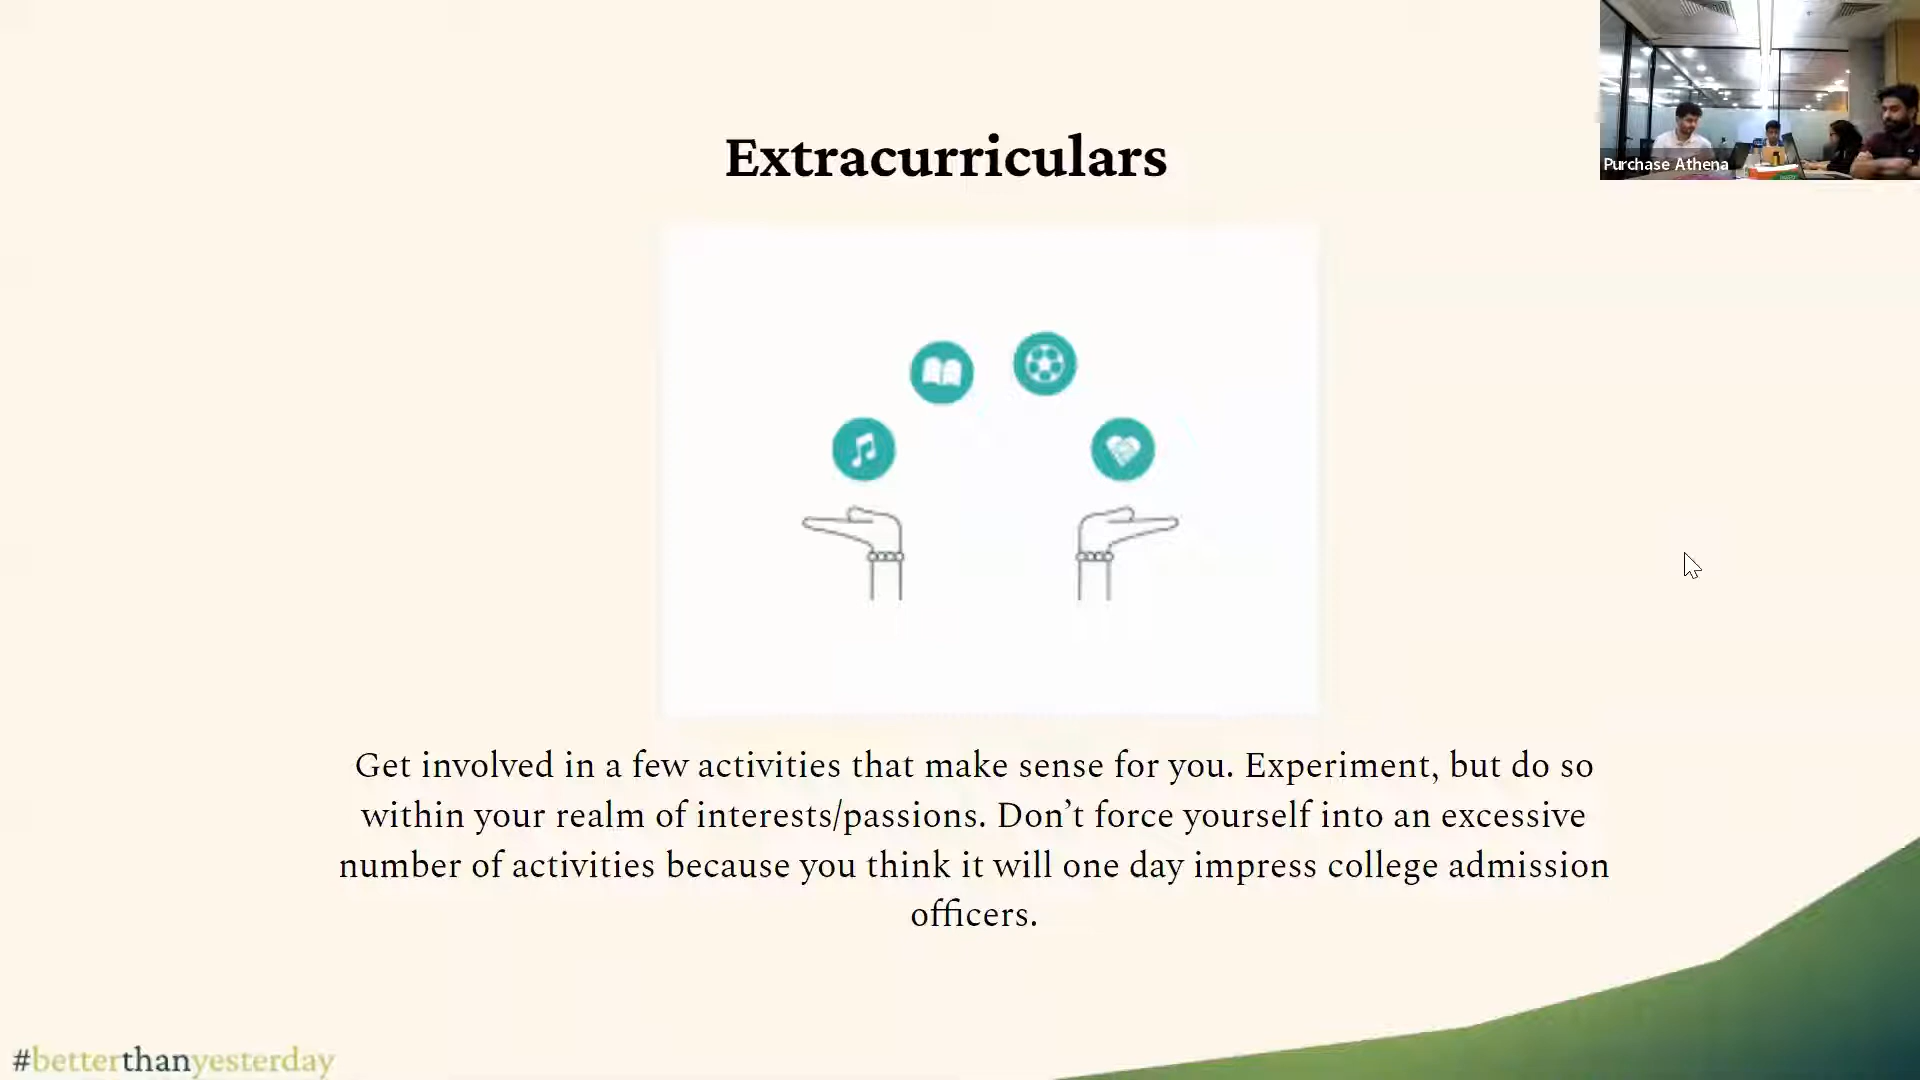 Purchase Athena
Extracurriculars
Get involved in a few activities that make sense for you. Experiment, but do so
within your realm of interests/passions. Don’t force yourself into an excessive
number of activities because you think it will one day impress college admission
officers.
#betterthanyesterday